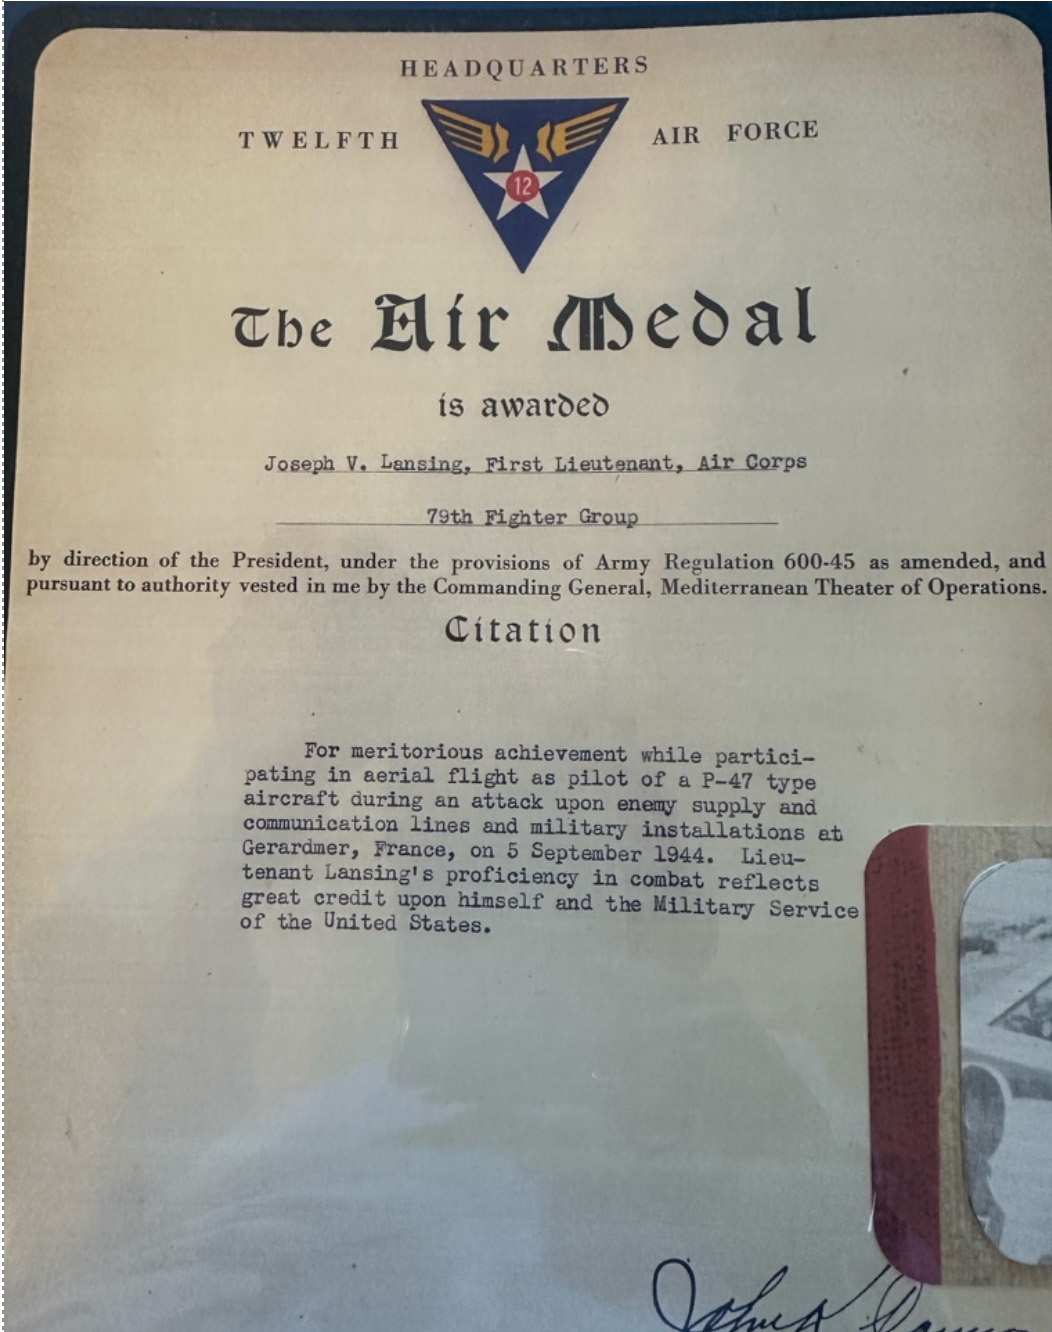 HEADQUARTERS
TWELFTH AIR FORCE
12
The Air Medal
is awarded
Joseph V. Lansing, First Lieutenant, Air Corps
79th Fighter Group
by direction of the President, under the provisions of Army Regulation 600-45 as amended, and
pursuant to authority vested in me by the Commanding General, Mediterranean Theater of Operations.
Citation
For meritorious achievement while partici-
pating in aerial flight as pilot of a P-47 type
aircraft during an attack upon enemy supply and
communication lines and military installations at
Gerardmer, France, on 5 September 1944. Lieu-
tenant Lansing's proficiency in combat reflects
great credit upon himself and the Military Service
of the United States.
John K